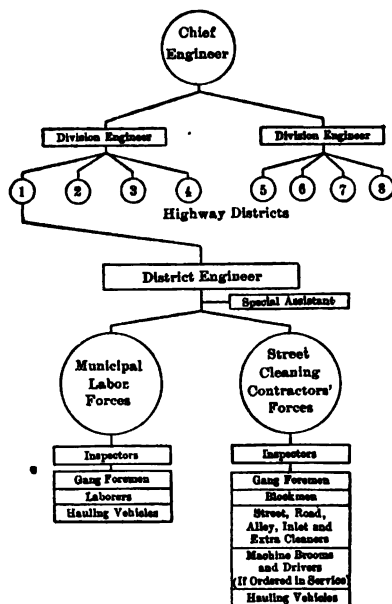 Chief
Engineer
Division Engineer
Division Engineer
1
2
3
4
5
6
7
8
Highway Districts
District Engineer
Special Assistant
Municipal
Labor
Forces
Street
Cleaning
Contractors'
Forces
Inspectors
Gang Foremen
Laborers
Hauling Vehicles
Inspectors
Gang Foremen
Blockmen
Street, Road,
Alley, Inlet and
Extra Cleaners
Machine Brooms
and Drivers
(If Ordered in Service)
Hauling Vehicles